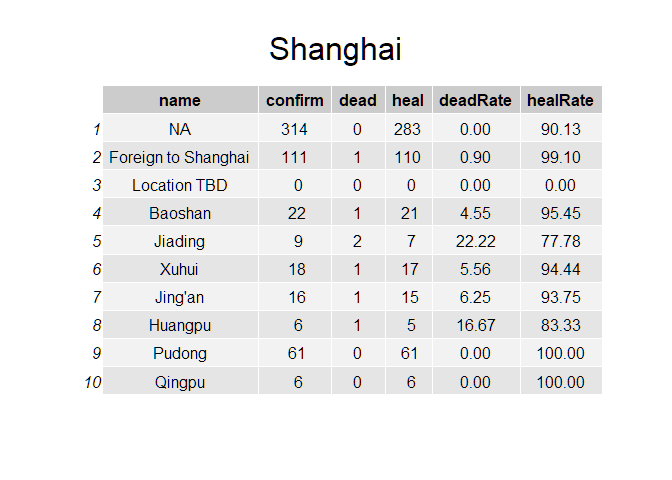 Shanghai
name confirm dead heal deadRate healRate
1 NA 314 0 283 0.00 90.13
2 Foreign to Shanghai 111 1 110 0.90 99.10
3 Location TBD 0 0 0 0.00 0.00
4 Baoshan 22 1 21 4.55 95.45
5 Jiading 9 2 7 22.22 77.78
6 Xuhui 18 1 17 5.56 94.44
7 Jing'an 16 1 15 6.25 93.75
8 Huangpu 6 1 5 16.67 83.33
9 Pudong 61 0 61 0.00 100.00
10 Qingpu 6 0 6 0.00 100.00